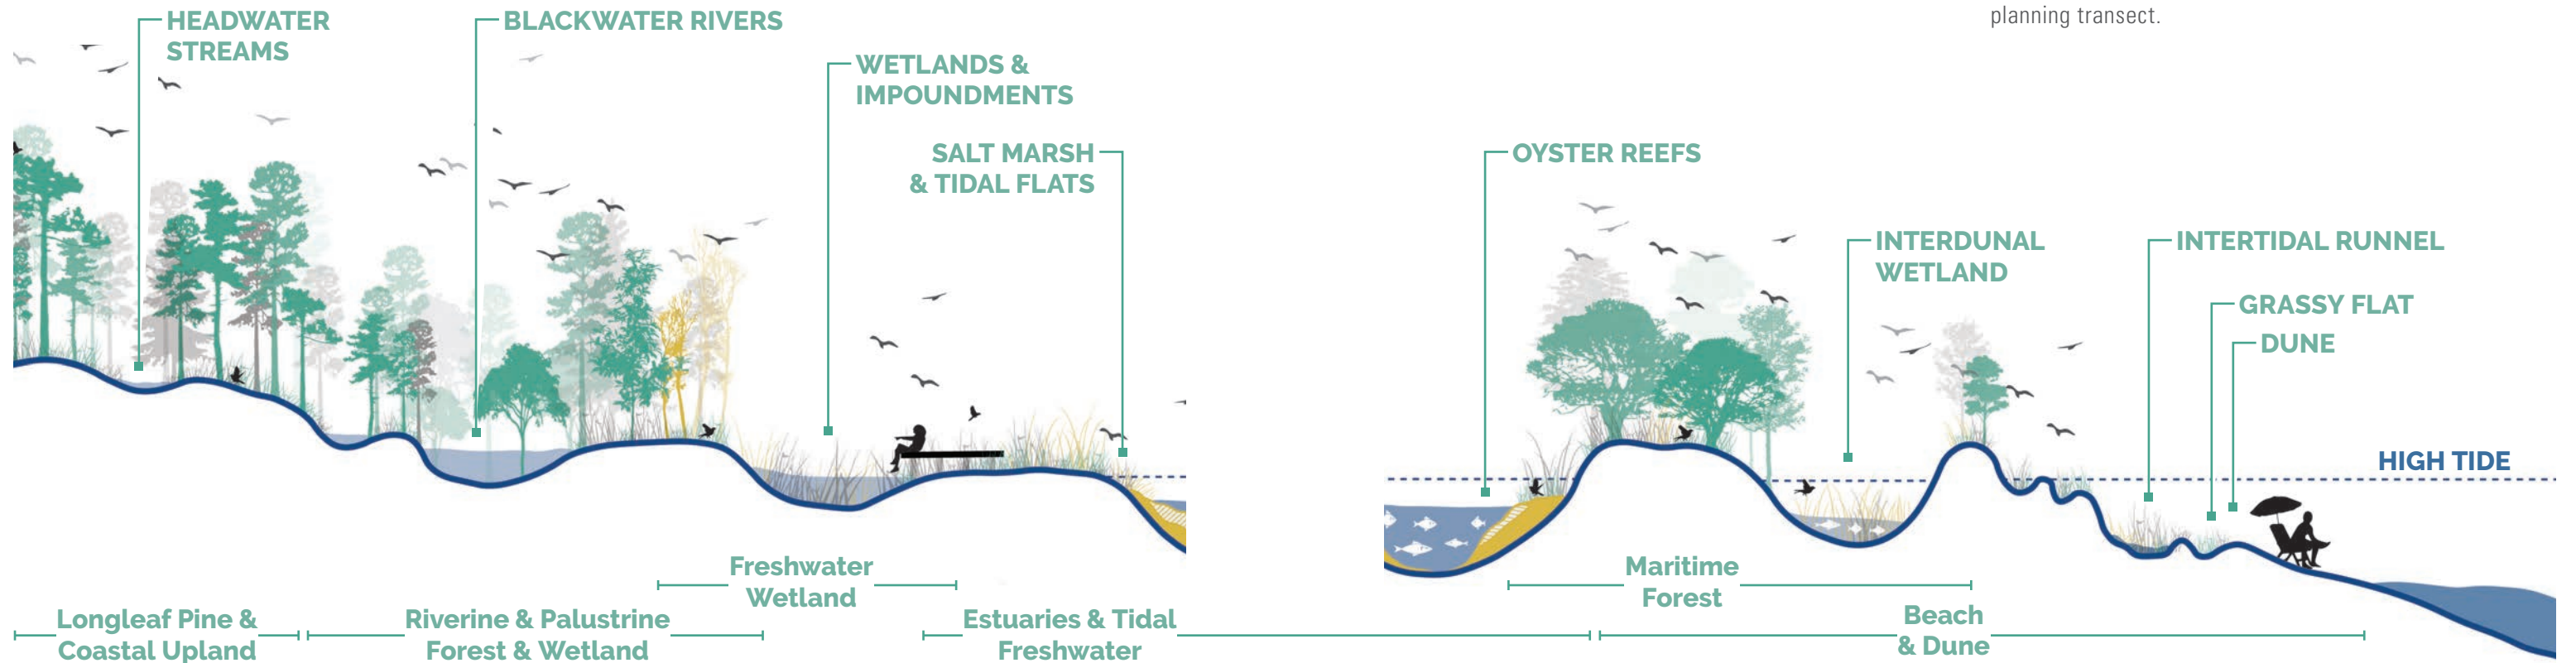 planning transect.
HEADWATER
STREAMS
BLACKWATER RIVERS
WETLANDS &
IMPOUNDMENTS
SALT MARSH
& TIDAL FLATS
OYSTER REEFS
INTERDUNAL
WETLAND
INTERTIDAL RUNNEL
GRASSY FLAT
DUNE
HIGH TIDE
Freshwater
Wetland
Maritime
Forest
Longleaf Pine &
Coastal Upland
Riverine & Palustrine
Forest & Wetland
Estuaries & Tidal
Freshwater
Beach
& Dune